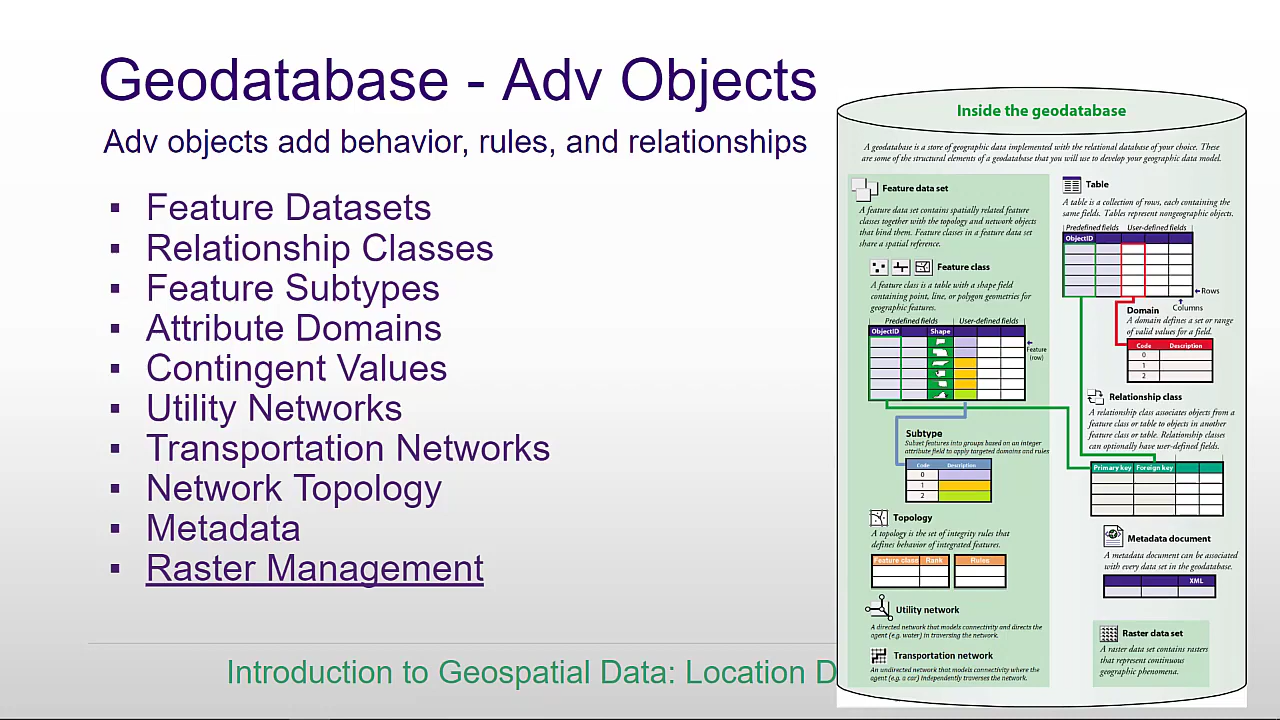 Geodatabase - Adv Objects
Adv objects add behavior, rules, and relationships
▪ Feature Datasets
▪ Relationship Classes
▪ Feature Subtypes
▪ Attribute Domains
▪ Contingent Values
▪ Utility Networks
▪ Transportation Networks
▪ Network Topology
▪ Metadata
▪ Raster Management
Introduction to Geospatial Data: Location D
Inside the geodatabase
A geodatabase is a store of geographic data implemented with the relational database of your choice. These
are some of the structural elements of a geodatabase that you will use to develop your geographic data model.
Feature data set
A feature data set contains spatially related feature
classes together with the topology and network objects
that bind them. Feature classes in a feature data set
share a spatial reference.
Feature class
A feature class is a table with a shape field
containing point, line, or polygon geometries for
geographic features.
Predefined fields User-defined fields
ObjectID Shape
Feature
(row)
Subtype
Subset features into groups based on an integer
attribute field to apply targeted domains and rules
Code Description
0
1
2
Topology
A topology is the set of integrity rules that
defines behavior of integrated features.
Feature class Rank Rules
Utility network
A directed network that models connectivity and directs the
agent (e.g. water) in traversing the network.
Transportation network
An undirected network that models connectivity where the
agent (e.g. a car) independently traverses the network.
Table
A table is a collection of rows, each containing the
same fields. Tables represent nongeographic objects.
Predefined fields User-defined fields
ObjectID
Rows
Columns
Domain
A domain defines a set or range
of valid values for a field.
Code Description
0
1
2
Relationship class
A relationship class associates objects from a
feature class or table to objects in another
feature class or table. Relationship classes
can optionally have user-defined fields.
Primary key Foreign key
Metadata document
A metadata document can be associated
with every data set in the geodatabase.
XML
Raster data set
A raster data set contains rasters
that represent continuous
geographic phenomena.